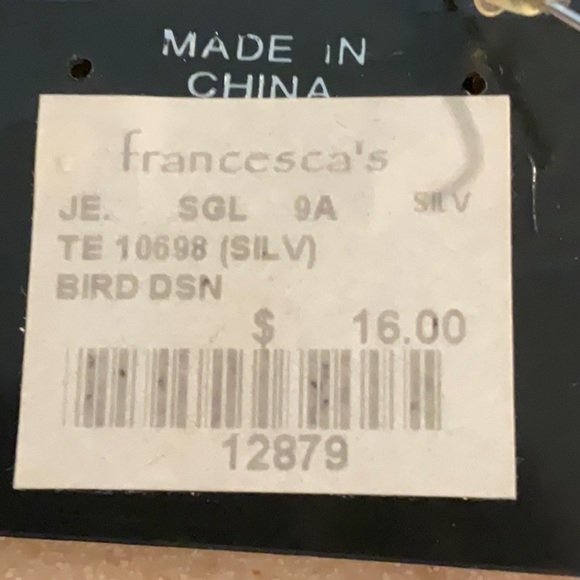 MADE IN
CHINA
francesca's
JE. SGL 9A SILV
TE 10698 (SILV)
BIRD DSN
$ 16.00
12879